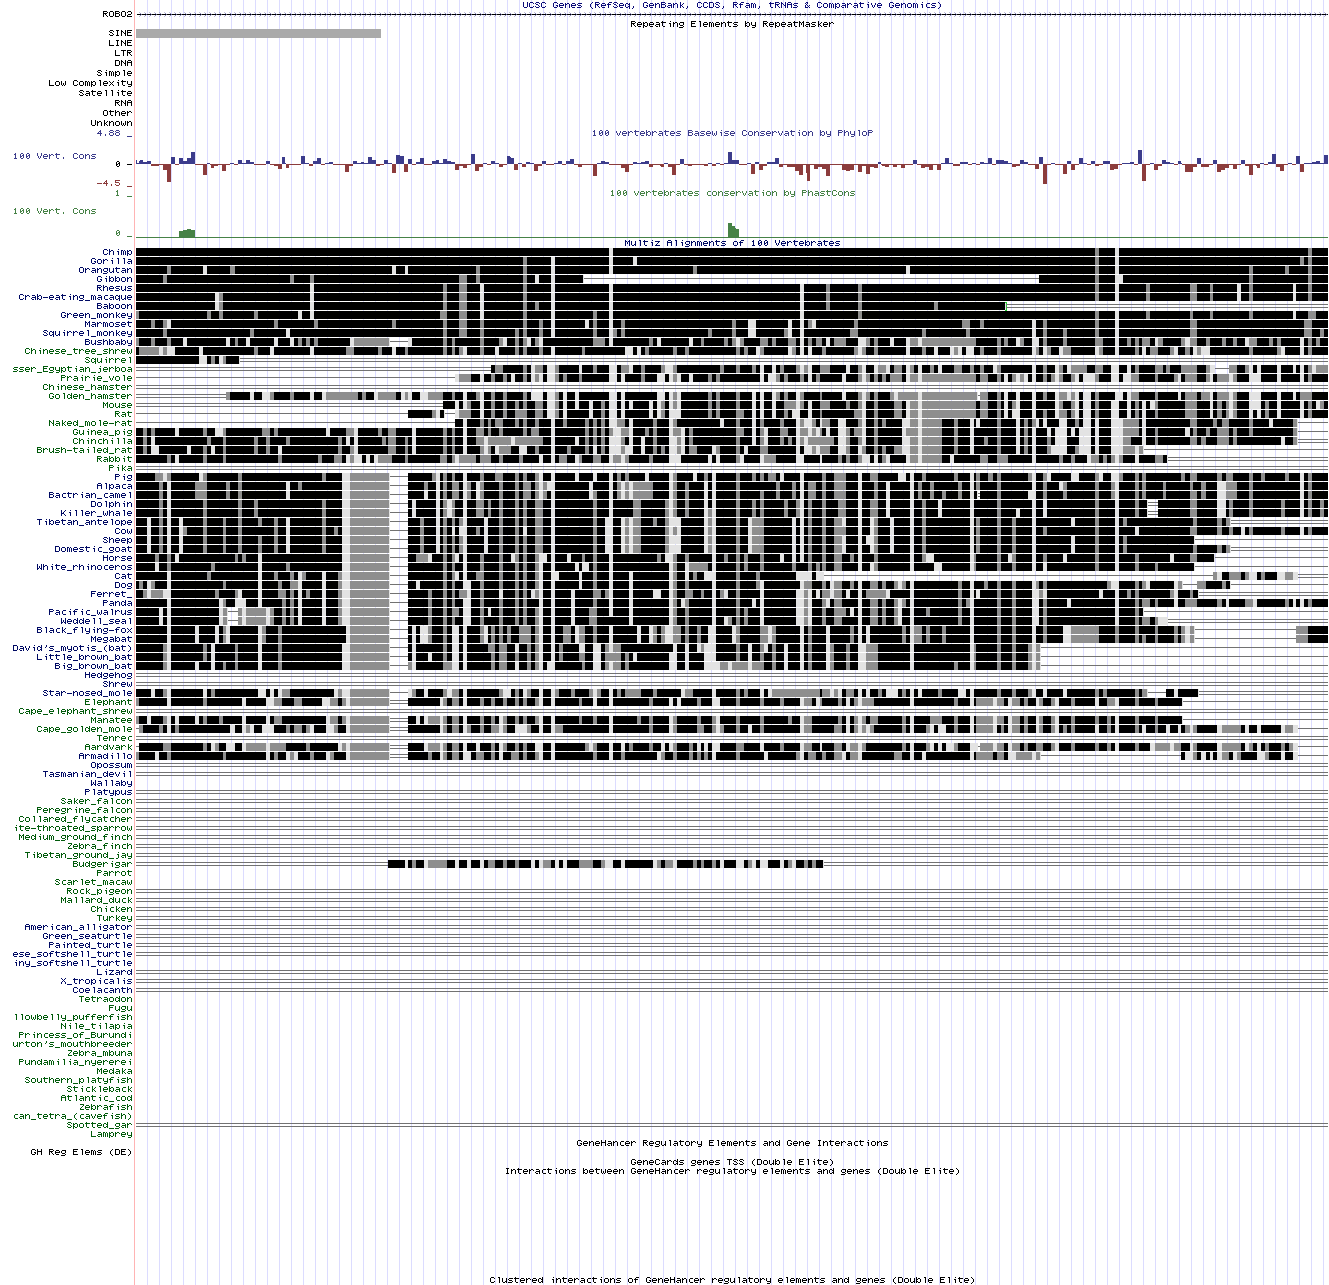 UCSC Genes (RefSeq, GenBank, CCDS, Rfam, tRNAs & Comparative Genomics)
ROBO2
Repeating Elements by RepeatMasker
SINE
LINE
LTR
DNA
Simple
Low Complexity
Satellite
RNA
Other
Unknown
4.88 _
100 vertebrates Basewise Conservation by PhyloP
100 Vert. Cons
0 -
-4.5 _
1 _
100 vertebrates conservation by PhastCons
100 Vert. Cons
0 _
Multiz Alignments of 100 Vertebrates
Chimp
Gorilla
Orangutan
Gibbon
Rhesus
Crab-eating_macaque
Baboon
Green_monkey
Marmoset
Squirrel_monkey
Bushbaby
Chinese_tree_shrew
Squirrel
sser_Egyptian_jerboa
Prairie_vole
Chinese_hamster
Golden_hamster
Mouse
Rat
Naked_mole-rat
Guinea_pig
Chinchilla
Brush-tailed_rat
Rabbit
Pika
Pig
Alpaca
Bactrian_camel
Dolphin
Killer_whale
Tibetan_antelope
Cow
Sheep
Domestic_goat
Horse
White_rhinoceros
Cat
Dog
Ferret_
Panda
Pacific_walrus
Weddell_seal
Black_flying-fox
Megabat
David's_myotis_(bat)
Little_brown_bat
Big_brown_bat
Hedgehog
Shrew
Star-nosed_mole
Elephant
Cape_elephant_shrew
Manatee
Cape_golden_mole
Tenrec
Aardvark
Armadillo
Opossum
Tasmanian_devil
Wallaby
Platypus
Saker_falcon
Peregrine_falcon
Collared_flycatcher
ite-throated_sparrow
Medium_ground_finch
Zebra_finch
Tibetan_ground_jay
Budgerigar
Parrot
Scarlet_macaw
Rock_pigeon
Mallard_duck
Chicken
Turkey
American_alligator
Green_seaturtle
Painted_turtle
ese_softshell_turtle
iny_softshell_turtle
Lizard
X_tropicalis
Coelacanth
Tetraodon
Fugu
llowbelly_pufferfish
Nile_tilapia
Princess_of_Burundi
urton's_mouthbreeder
Zebra_mbuna
Pundamilia_nyererei
Medaka
Southern_platyfish
Stickleback
Atlantic_cod
Zebrafish
can_tetra_(cavefish)
Spotted_gar
Lamprey
GeneHancer Regulatory Elements and Gene Interactions
GH Reg Elems (DE)
GeneCards genes TSS (Double Elite)
Interactions between GeneHancer regulatory elements and genes (Double Elite)
Clustered interactions of GeneHancer regulatory elements and genes (Double Elite)